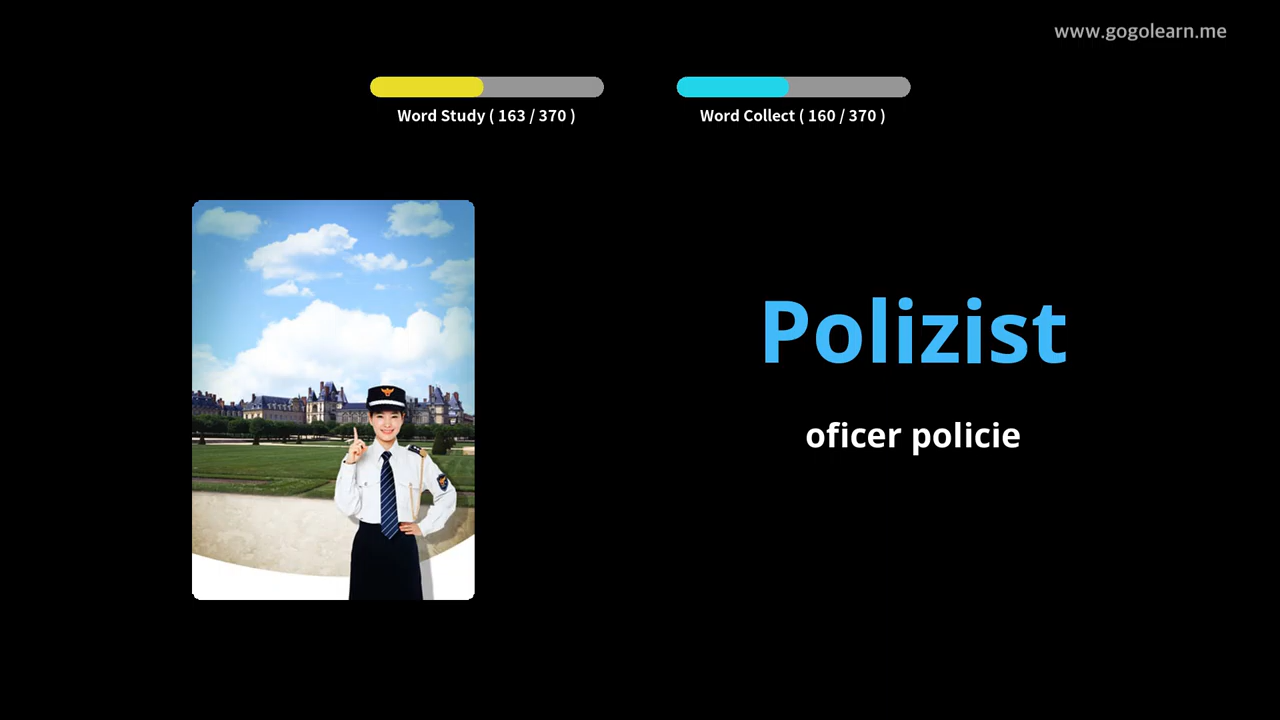 www.gogolearn.me
Word Study ( 163 / 370 )
Word Collect ( 160 / 370 )
Polizist
oficer policie